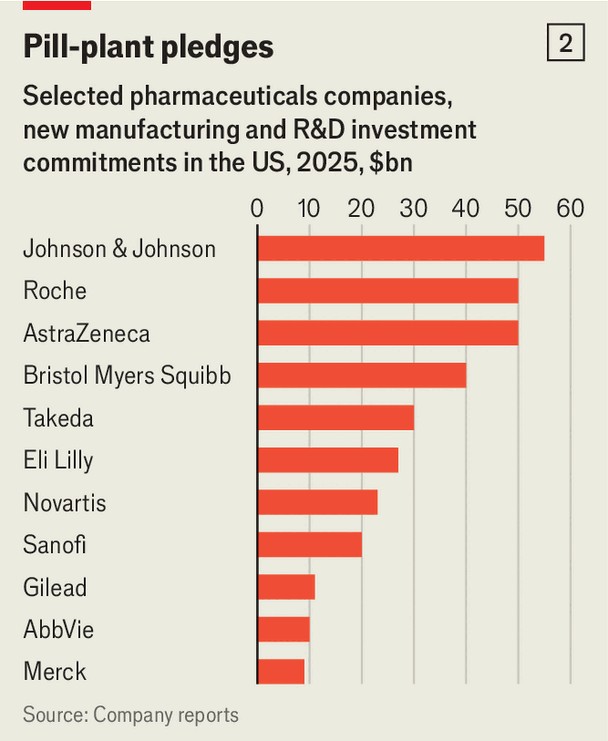 Pill-plant pledges
2
Selected pharmaceuticals companies,
new manufacturing and R&D investment
commitments in the US, 2025, $bn
0 10 20 30 40 50 60
Johnson & Johnson
Roche
AstraZeneca
Bristol Myers Squibb
Takeda
Eli Lilly
Novartis
Sanofi
Gilead
AbbVie
Merck
Source: Company reports